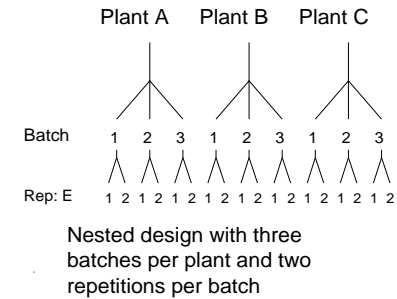 Plant A Plant B Plant C
Batch 1 2 3 1 2 3 1 2 3
Rep: E 1 2 1 2 1 2 1 2 1 2 1 2 1 2 1 2 1 2
Nested design with three
batches per plant and two
repetitions per batch